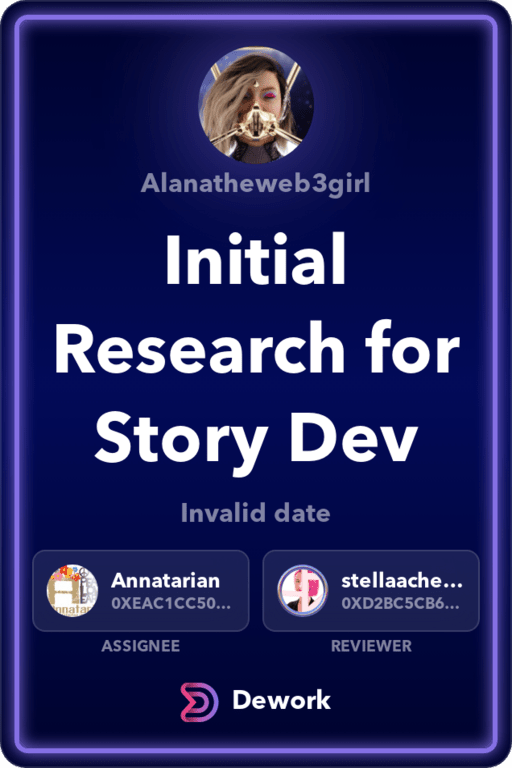 Alanatheweb3girl
Initial
Research for
Story Dev
Invalid date
Annatarian
0XEAC1CC50...
ASSIGNEE
stellaache...
0XD2BC5CB6...
REVIEWER
Dework